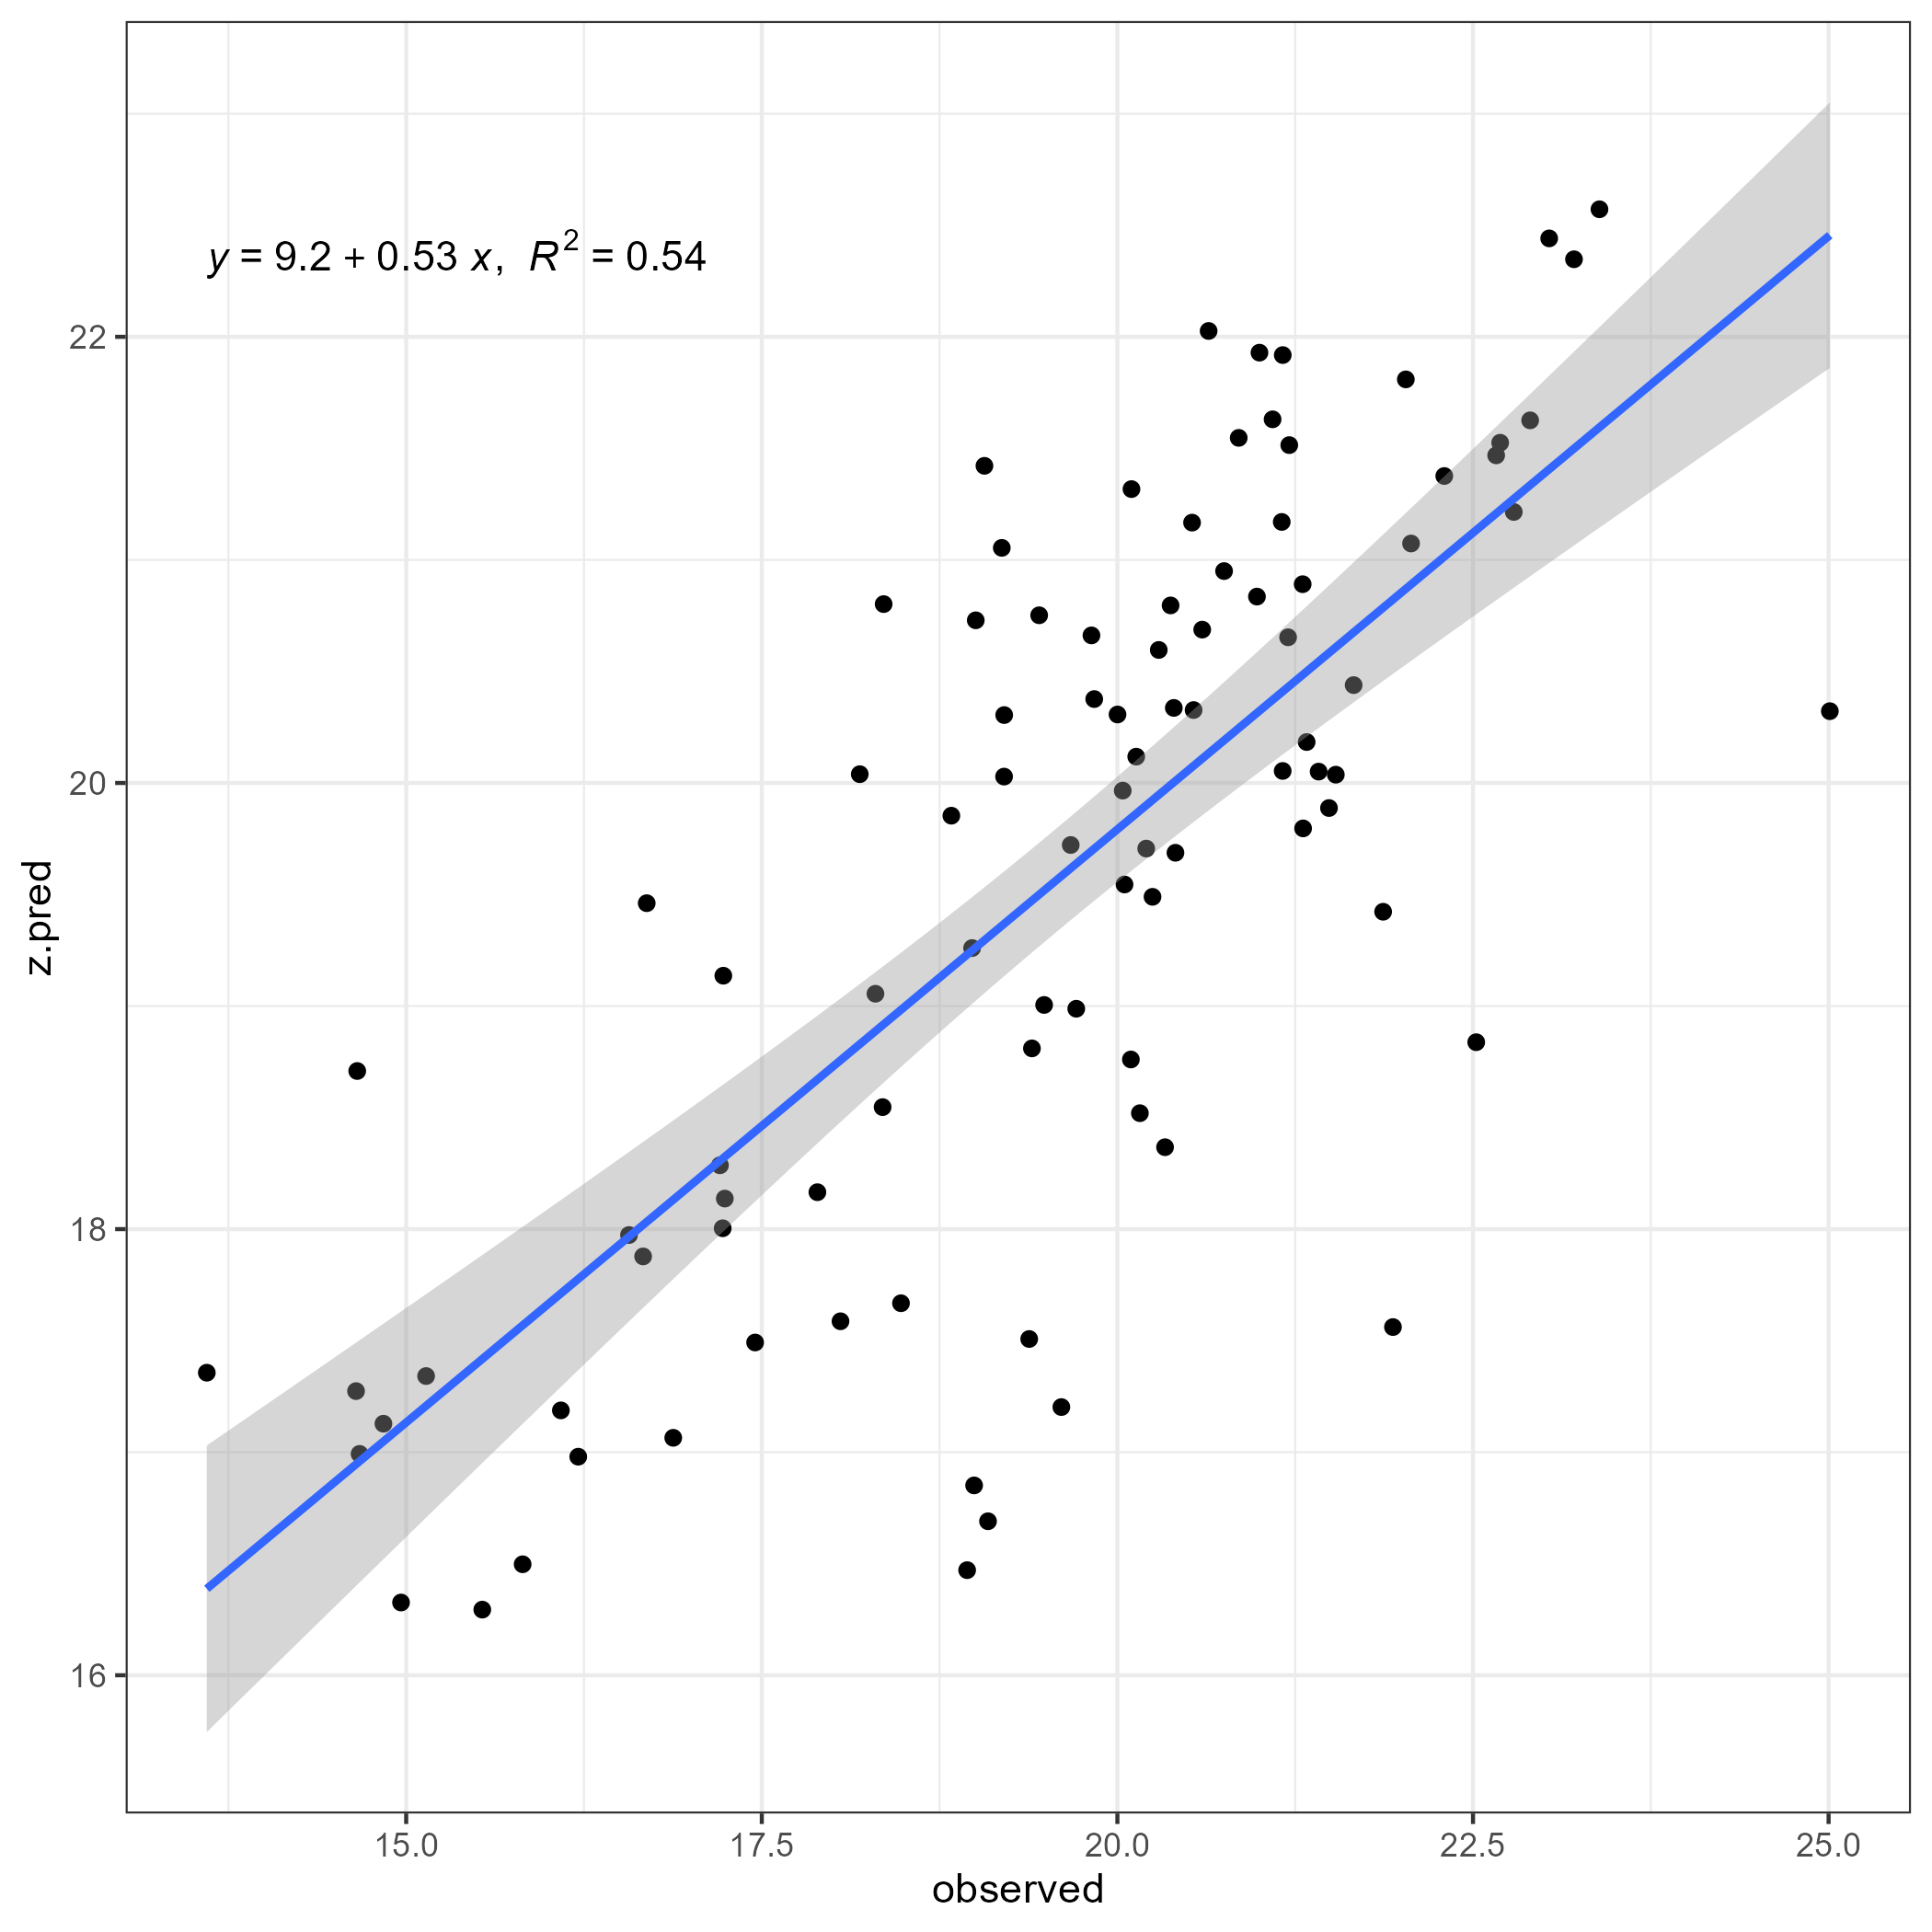 y = 9.2 + 0.53 x, R² = 0.54
22
20
18
16
z.pred
15.0 17.5 20.0 22.5 25.0
observed